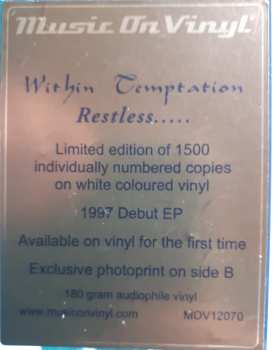 Music On Vinyl
Within Temptation
Restless.....
Limited edition of 1500
individually numbered copies
on white coloured vinyl
1997 Debut EP
Available on vinyl for the first time
Exclusive photoprint on side B
180 gram audiophile vinyl
www.musiconvinyl.com MOV12070